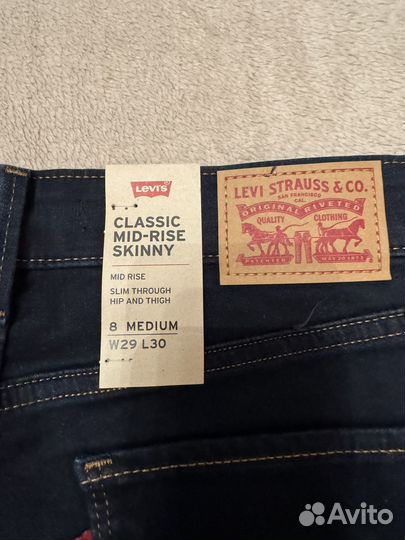 Levi's
CLASSIC
MID-RISE
SKINNY
MID RISE
SLIM THROUGH
HIP AND THIGH
8 MEDIUM
W29 L30
LEVI STRAUSS & CO.
SAN FRANCISCO
CAL.
ORIGINAL RIVETED
QUALITY CLOTHING
PATENTED MAY 20 1873
Avito